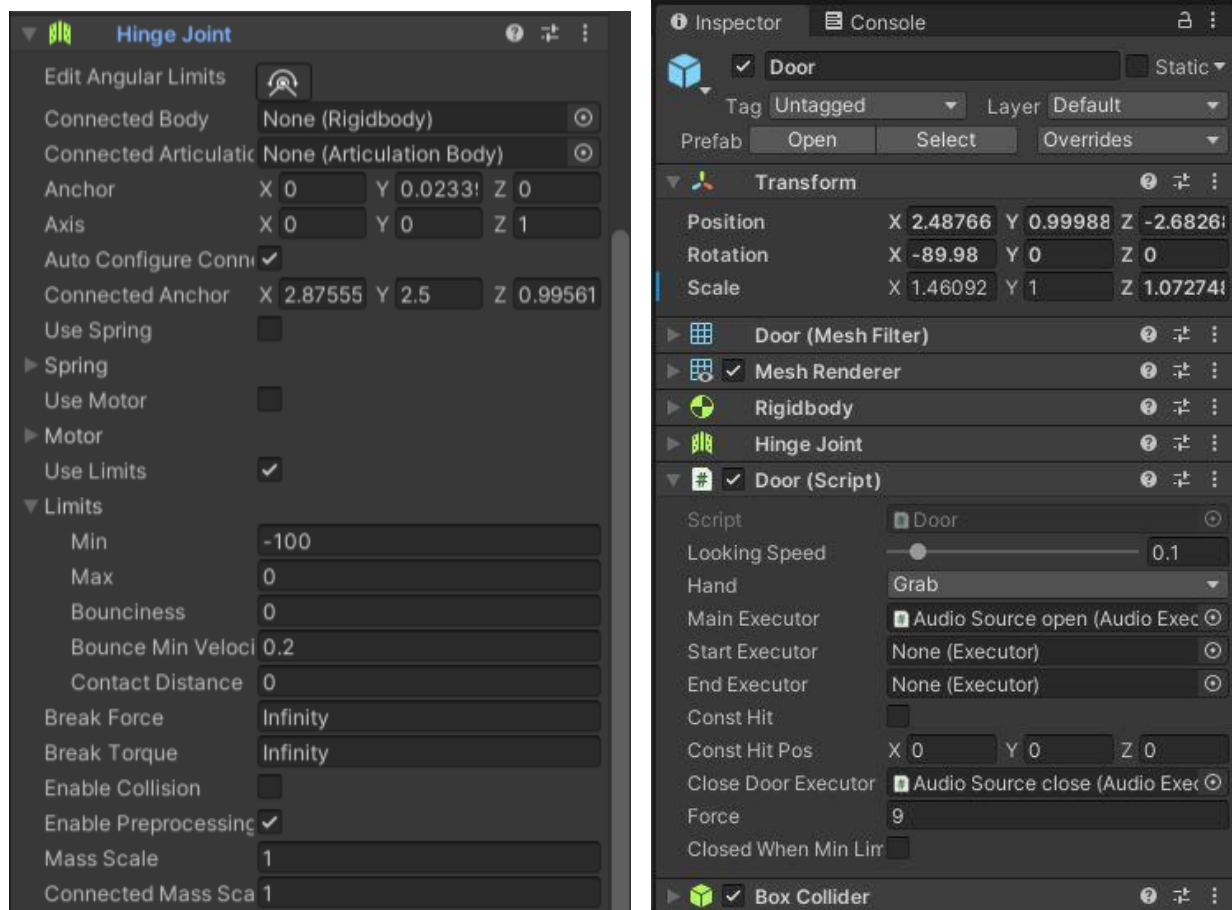 Hinge Joint
Edit Angular Limits
Connected Body None (Rigidbody)
Connected Articulatic None (Articulation Body)
Anchor X 0 Y 0.0233 Z 0
Axis X 0 Y 0 Z 1
Auto Configure Conn
Connected Anchor X 2.87555 Y 2.5 Z 0.99561
Use Spring
Spring
Use Motor
Motor
Use Limits
Limits
Min -100
Max 0
Bounciness 0
Bounce Min Veloci 0.2
Contact Distance 0
Break Force Infinity
Break Torque Infinity
Enable Collision
Enable Preprocessing
Mass Scale 1
Connected Mass Sca 1
Inspector Console
Door Static
Tag Untagged Layer Default
Prefab Open Select Overrides
Transform
Position X 2.48766 Y 0.99988 Z -2.6826
Rotation X -89.98 Y 0 Z 0
Scale X 1.46092 Y 1 Z 1.07274
Door (Mesh Filter)
Mesh Renderer
Rigidbody
Hinge Joint
# Door (Script)
Script Door
Looking Speed 0.1
Hand Grab
Main Executor Audio Source open (Audio Exec
Start Executor None (Executor)
End Executor None (Executor)
Const Hit
Const Hit Pos X 0 Y 0 Z 0
Close Door Executor Audio Source close (Audio Exec
Force 9
Closed When Min Lim
Box Collider